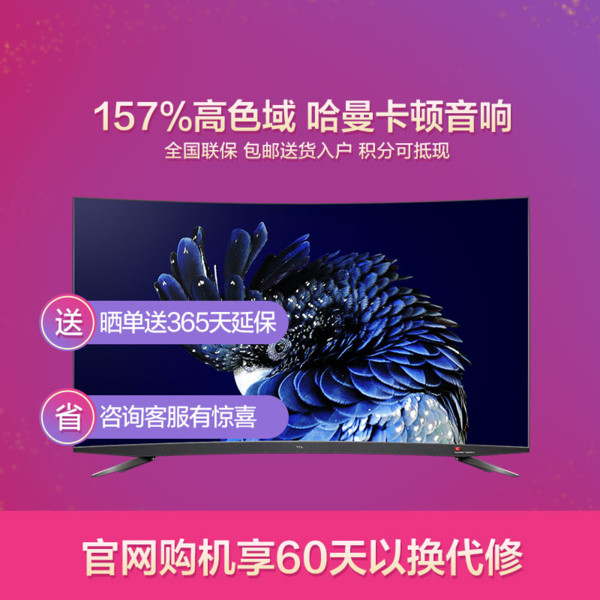 157%高色域 哈曼卡顿音响
全国联保 包邮送货入户 积分可抵现
送 晒单送365天延保
省 咨询客服有惊喜
TCL
官网购机享60天以换代修